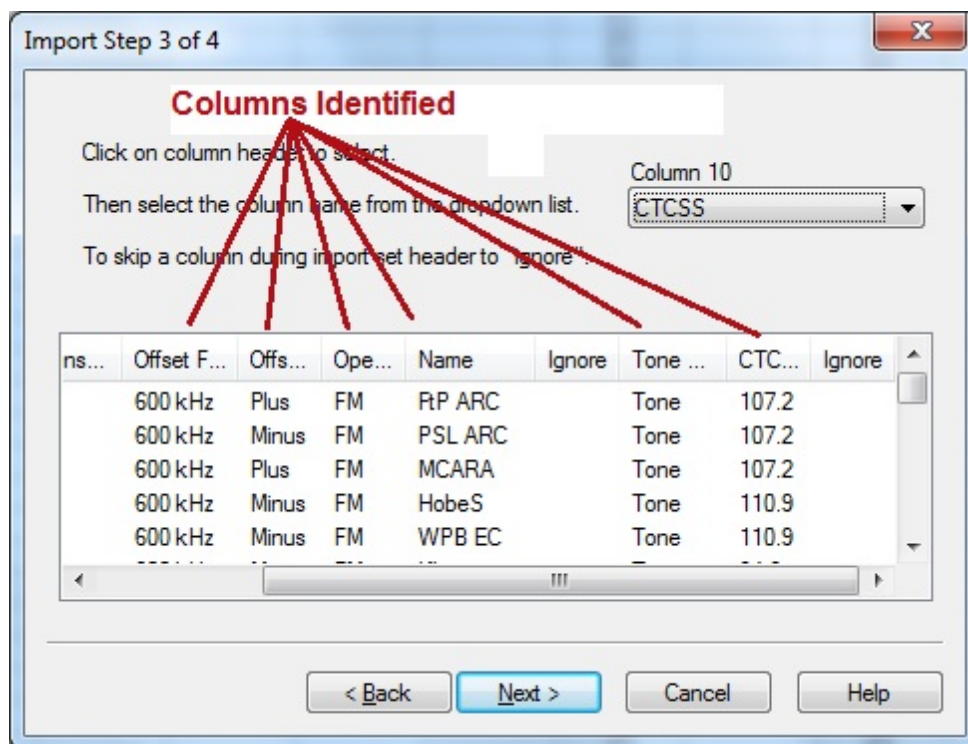 Import Step 3 of 4
Columns Identified
Click on column header to select.
Column 10
Then select the column name from the dropdown list.
CTCSS
To skip a column during import set header to "Ignore".
ns... Offset F... Offs... Ope... Name Ignore Tone ... CTC... Ignore
600 kHz Plus FM FtP ARC Tone 107.2
600 kHz Minus FM PSL ARC Tone 107.2
600 kHz Plus FM MCARA Tone 107.2
600 kHz Minus FM HobeS Tone 110.9
600 kHz Minus FM WPB EC Tone 110.9
< Back Next > Cancel Help